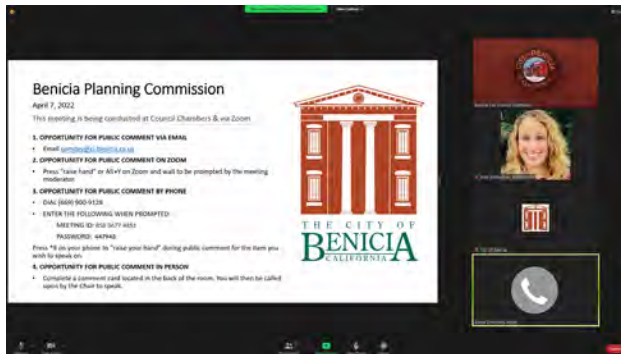 Benicia Planning Commission
April 7, 2022
This meeting is being conducted at Council Chambers & via Zoom
1. OPPORTUNITY FOR PUBLIC COMMENT VIA EMAIL
• Email
2. OPPORTUNITY FOR PUBLIC COMMENT ON ZOOM
• Press "raise hand" or Alt+Y on Zoom and wait to be prompted by the meeting
moderator.
3. OPPORTUNITY FOR PUBLIC COMMENT BY PHONE
• DIAL (669) 900-9128
• ENTER THE FOLLOWING WHEN PROMPTED:
MEETING ID:
PASSWORD: 447940
Press *9 on your phone to "raise your hand" during public comment for the item you
wish to speak on.
4. OPPORTUNITY FOR PUBLIC COMMENT IN PERSON
• Complete a comment card located in the back of the room. You will then be called
upon by the Chair to speak.
THE CITY OF
BENICIA
CALIFORNIA